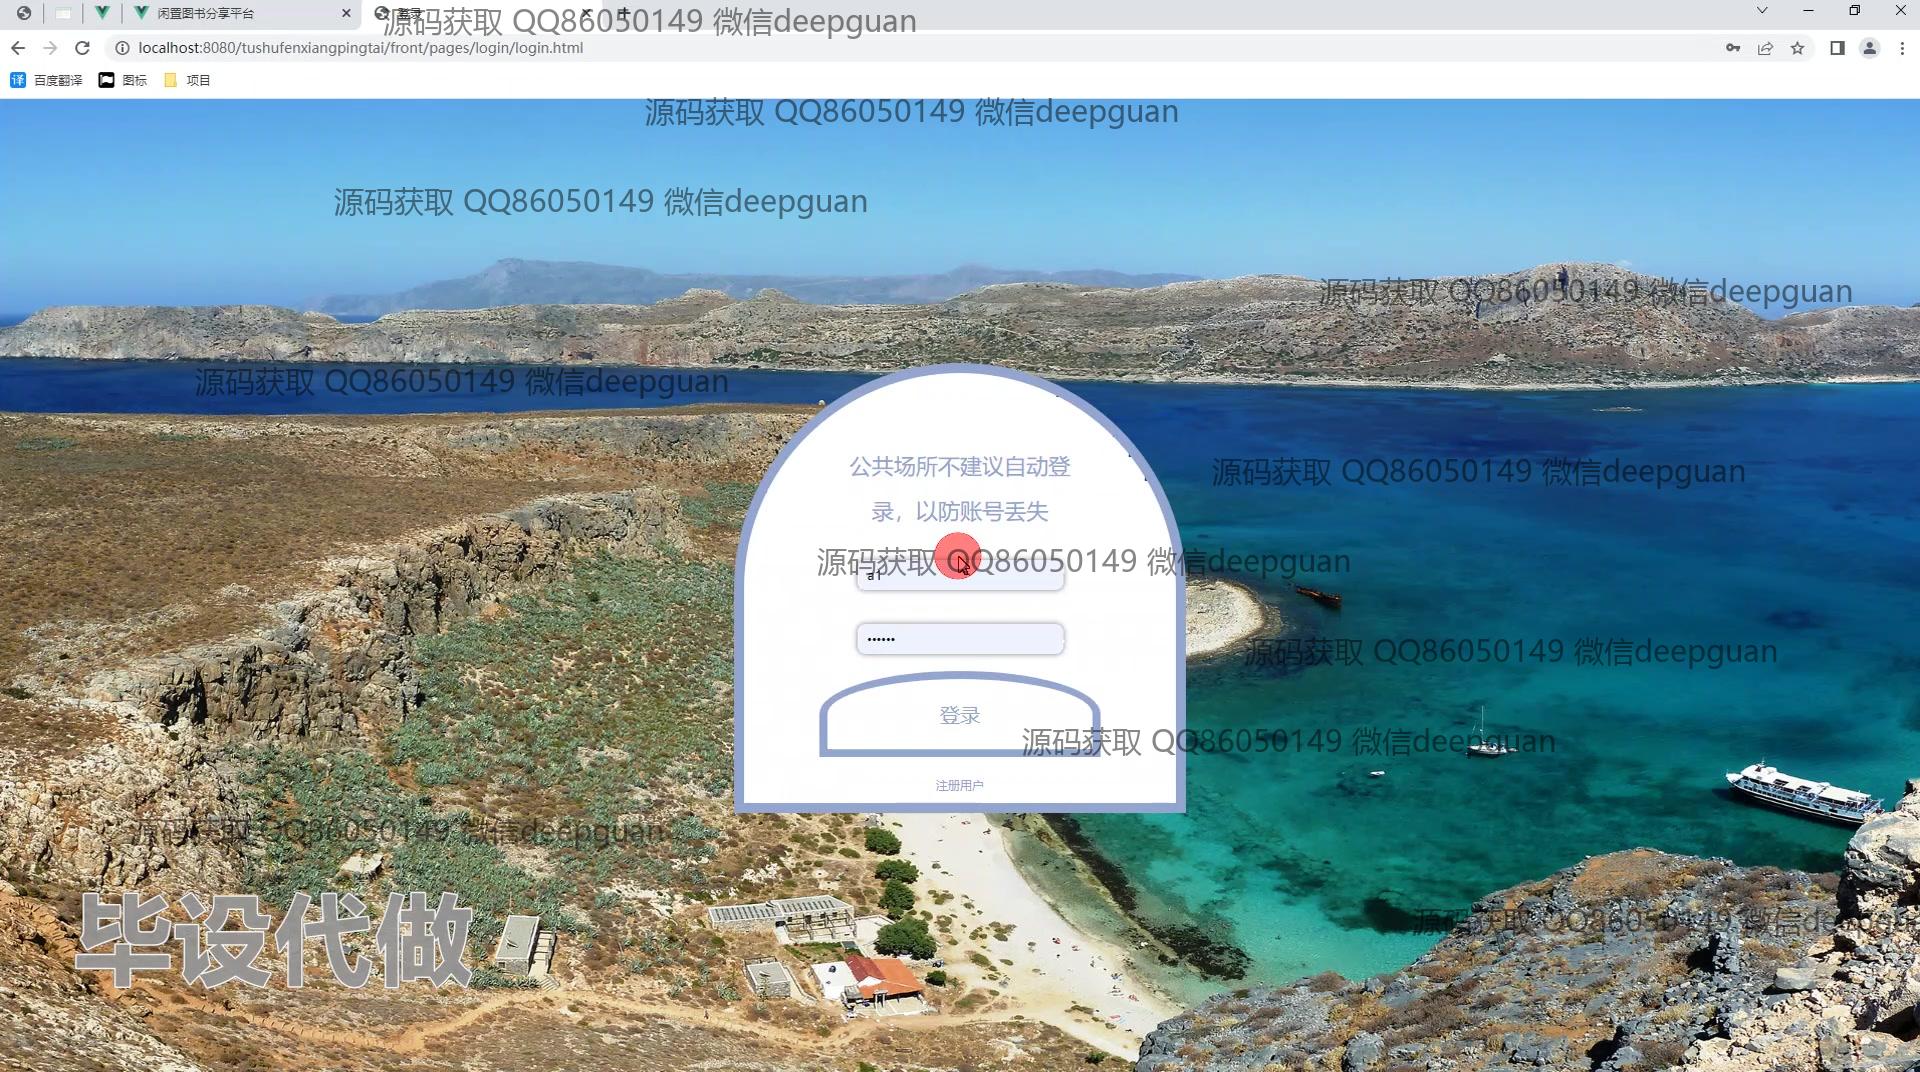 闲置图书分享平台
源码获取 QQ86050149 微信deepguan
localhost:8080/tushufenxiangpingtai/front/pages/login/login.html
百度翻译
图标
项目
源码获取 QQ86050149 微信deepguan
源码获取 QQ86050149 微信deepguan
源码获取 QQ86050149 微信deepguan
源码获取 QQ86050149 微信deepguan
公共场所不建议自动登
录，以防账号丢失
源码获取 QQ86050149 微信deepguan
源码获取 QQ86050149 微信deepguan
a1
••••••
源码获取 QQ86050149 微信deepguan
登录
源码获取 QQ86050149 微信deepguan
注册用户
源码获取 QQ86050149 微信deepguan
源码获取 QQ86050149 微信deepgua
毕设代做